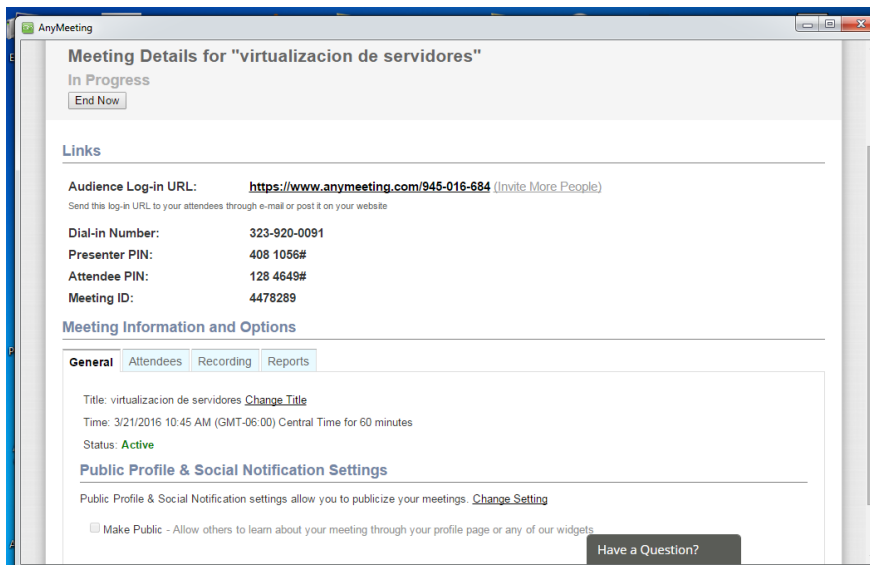 AnyMeeting
Meeting Details for "virtualizacion de servidores"
In Progress
End Now
Links
Audience Log-in URL: https://www.anymeeting.com/945-016-684 (Invite More People)
Send this log-in URL to your attendees through e-mail or post it on your website
Dial-in Number: 323-920-0091
Presenter PIN: 408 1056#
Attendee PIN: 128 4649#
Meeting ID: 4478289
Meeting Information and Options
General Attendees Recording Reports
Title: virtualizacion de servidores Change Title
Time: 3/21/2016 10:45 AM (GMT-06:00) Central Time for 60 minutes
Status: Active
Public Profile & Social Notification Settings
Public Profile & Social Notification settings allow you to publicize your meetings. Change Setting
Make Public - Allow others to learn about your meeting through your profile page or any of our widgets
Have a Question?